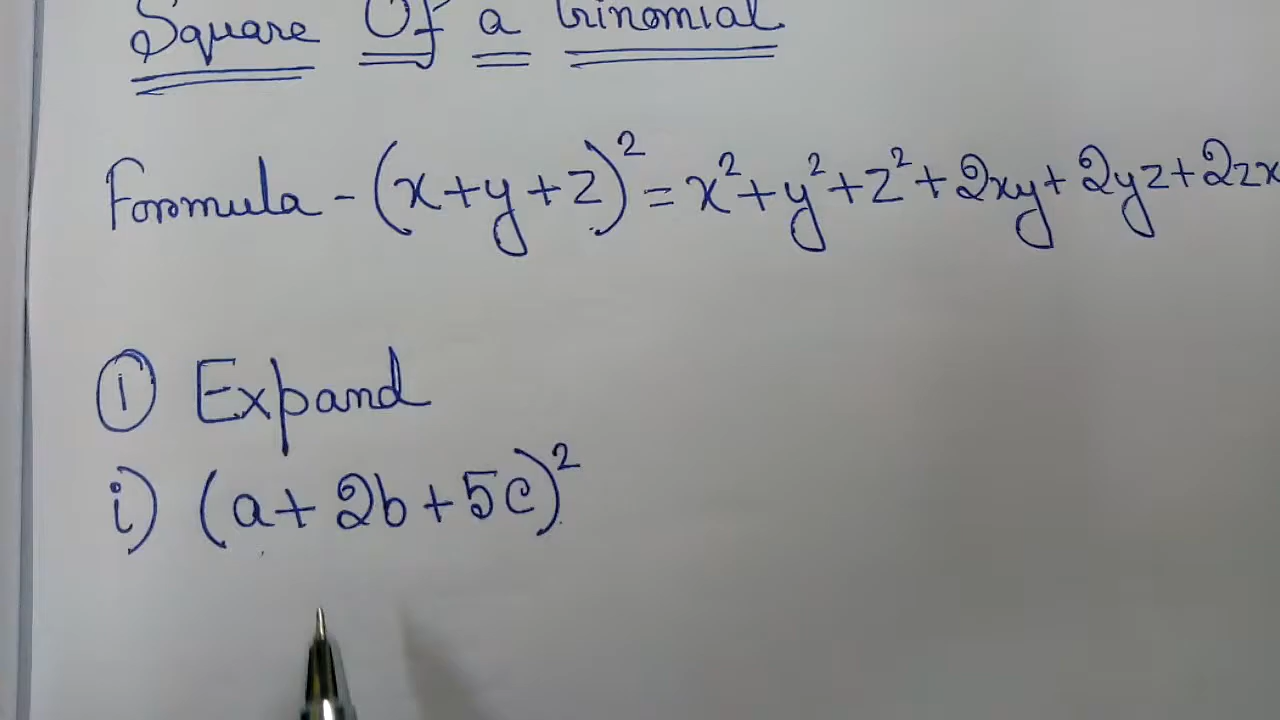 Square Of a trinomial
Formula - (x+y+z)² = x²+y²+z²+2xy+2yz+2zx
① Expand
i) (a+2b+5c)²